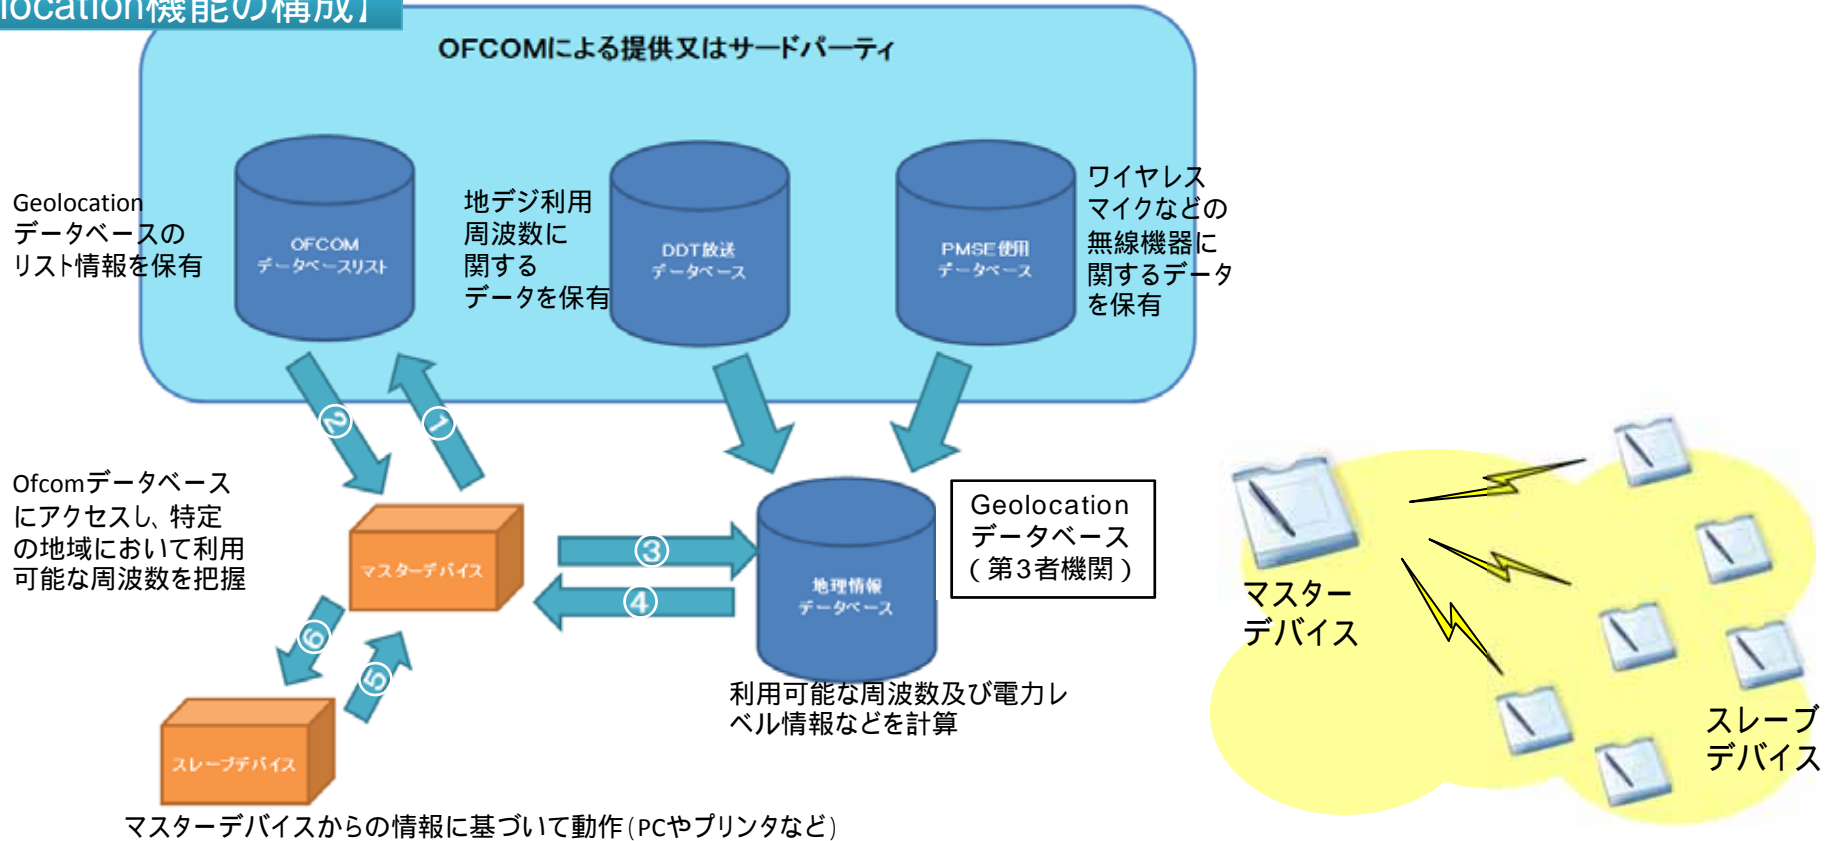 location機能の構成】
OFCOMによる提供又はサードパーティ
Geolocation
データベースの
リスト情報を保有
OFCOM
データベースリスト
地デジ利用
周波数に
関する
データを保有
DDT放送
データベース
PMSE使用
データベース
ワイヤレス
マイクなどの
無線機器に
関するデータ
を保有
②
①
Ofcomデータベース
にアクセスし、特定
の地域において利用
可能な周波数を把握
マスターデバイス
③
④
地理情報
データベース
Geolocation
データベース
(第3者機関)
⑥
⑤
利用可能な周波数及び電力レ
ベル情報などを計算
スレーブデバイス
マスターデバイスからの情報に基づいて動作(PCやプリンタなど)
マスター
デバイス
スレーブ
デバイス